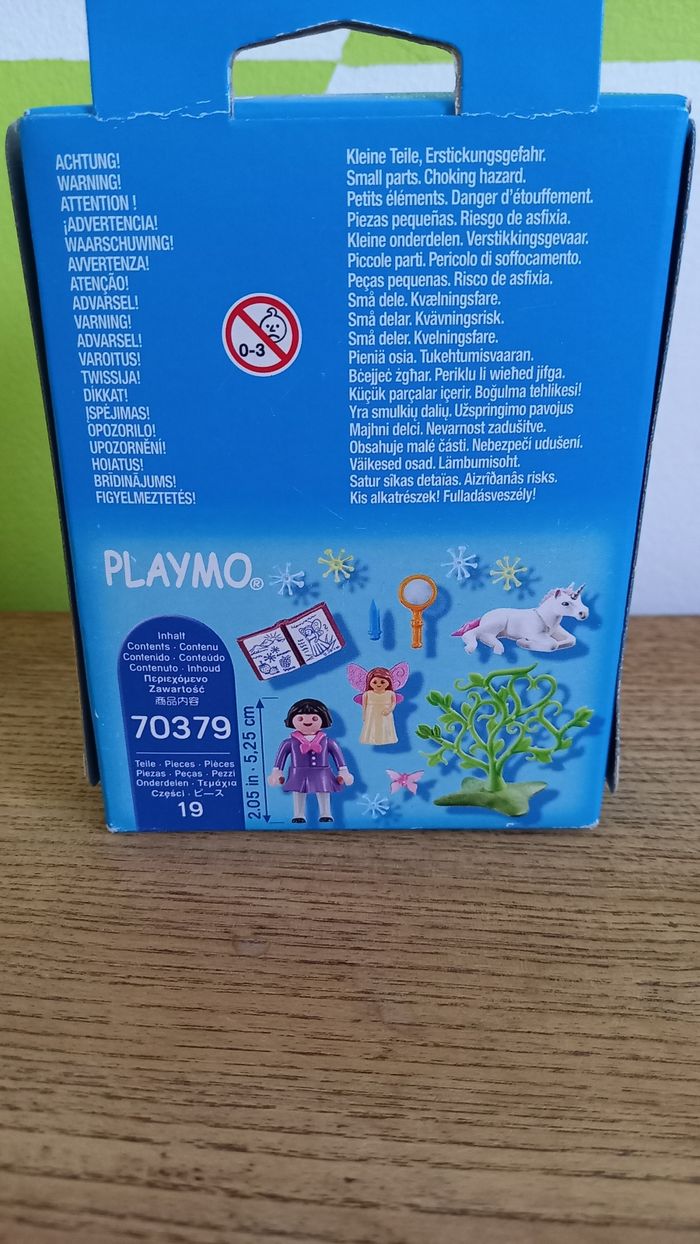 ACHTUNG! Kleine Teile, Erstickungsgefahr.
WARNING! Small parts. Choking hazard.
ATTENTION ! Petits éléments. Danger d'étouffement.
¡ADVERTENCIA! Piezas pequeñas. Riesgo de asfixia.
WAARSCHUWING! Kleine onderdelen. Verstikkingsgevaar.
AVVERTENZA! Piccole parti. Pericolo di soffocamento.
ATENÇÃO! Peças pequenas. Risco de asfixia.
ADVARSEL! Små dele. Kvælningsfare.
VARNING! Små delar. Kvävningsrisk.
ADVARSEL! Små deler. Kvelningsfare.
VAROITUS! Pieniä osia. Tukehtumisvaaran.
TWISSIJA! Bċejjeċ żgħar. Periklu li wieħed jifga.
DİKKAT! Küçük parçalar içerir. Boğulma tehlikesi!
ĮSPĖJIMAS! Yra smulkių dalių. Užspringimo pavojus
OPOZORILO! Majhni delci. Nevarnost zadušitve.
UPOZORNĚNÍ! Obsahuje malé části. Nebezpečí udušení.
HOIATUS! Väikesed osad. Lämbumisoht.
BRĪDINĀJUMS! Satur sīkas detaļas. Aizrīšanās risks.
FIGYELMEZTETÉS! Kis alkatrészek! Fulladásveszély!
0-3
PLAYMO®
Inhalt
Contents · Contenu
Contenido · Conteúdo
Contenuto · Inhoud
Περιεχόμενο
Zawartość
商品内容
70379
Teile · Pieces · Pièces
Piezas · Peças · Pezzi
Onderdelen · Τεμάχια
Części · ピース
19
2,05 in · 5,25 cm